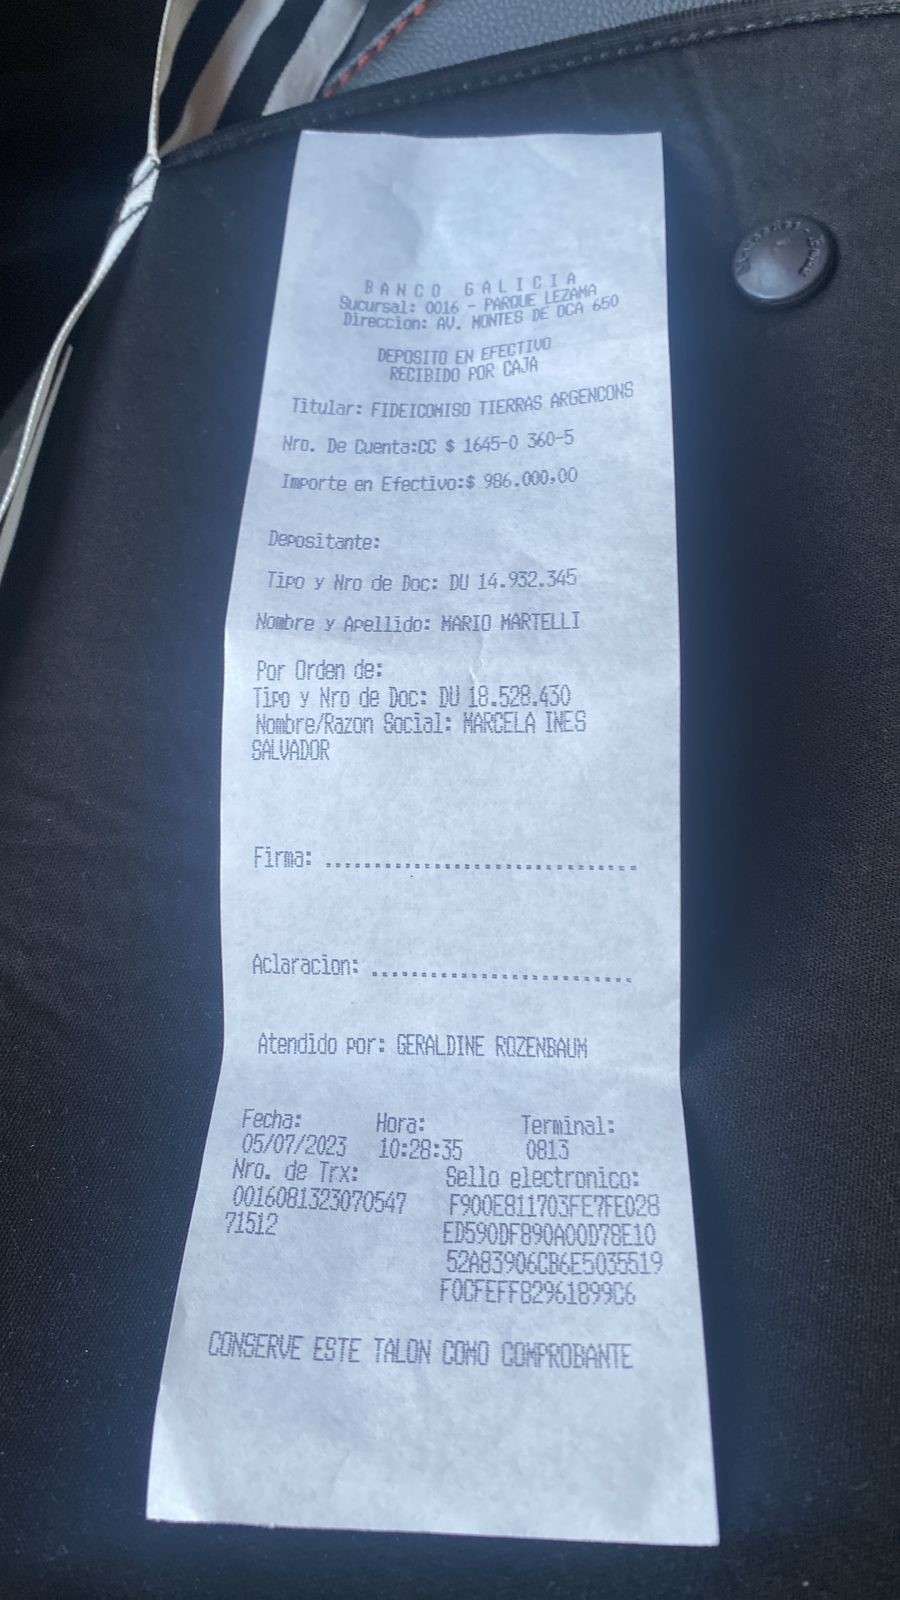 BANCO GALICIA
Sucursal: 0016 - PARQUE LEZAMA
Direccion: AV. MONTES DE OCA 650
DEPOSITO EN EFECTIVO
RECIBIDO POR CAJA
Titular: FIDEICOMISO TIERRAS ARGENCONS
Nro. De Cuenta:CC $ 1645-0 360-5
Importe en Efectivo:$ 986.000,00
Depositante:
Tipo y Nro de Doc: DU 14.932.345
Nombre y Apellido: MARIO MARTELLI
Por Orden de:
Tipo y Nro de Doc: DU 18.528.430
Nombre/Razon Social: MARCELA INES
SALVADOR
Firma: ................................
Aclaracion: ...........................
Atendido por: GERALDINE ROZENBAUM
Fecha: Hora: Terminal:
05/07/2023 10:28:35 0813
Nro. de Trx: Sello electronico:
0016081323070547 F900E811703FE7FE028
71512 ED590DF890A00D78E10
52A83906CB6E5035519
F0CFEFF82961899C6
CONSERVE ESTE TALON COMO COMPROBANTE